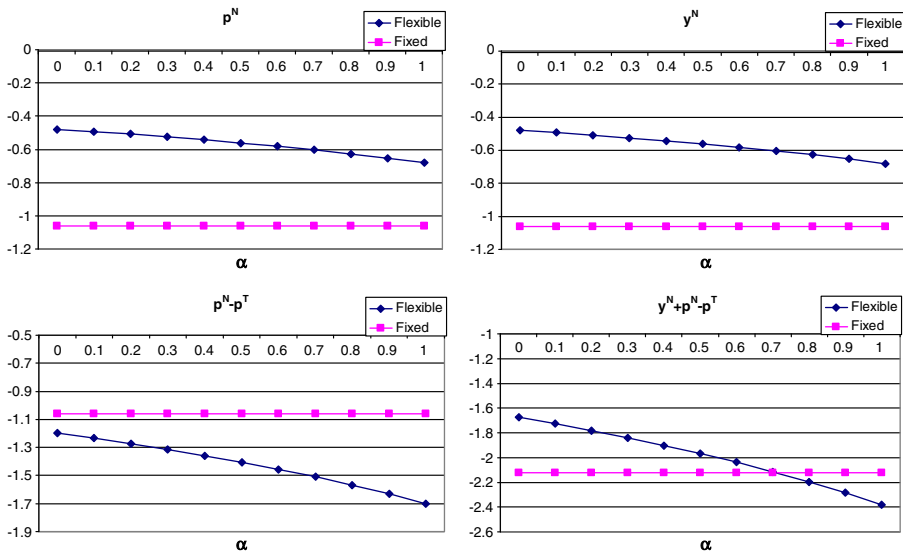 p^N
Flexible
Fixed
0
0 0.1 0.2 0.3 0.4 0.5 0.6 0.7 0.8 0.9 1
-0.2
-0.4
-0.6
-0.8
-1
-1.2
α
y^N
Flexible
Fixed
0
0 0.1 0.2 0.3 0.4 0.5 0.6 0.7 0.8 0.9 1
-0.2
-0.4
-0.6
-0.8
-1
-1.2
α
p^N-p^T
Flexible
Fixed
-0.5
0 0.1 0.2 0.3 0.4 0.5 0.6 0.7 0.8 0.9 1
-0.7
-0.9
-1.1
-1.3
-1.5
-1.7
-1.9
α
y^N+p^N-p^T
Flexible
Fixed
-1
0 0.1 0.2 0.3 0.4 0.5 0.6 0.7 0.8 0.9 1
-1.2
-1.4
-1.6
-1.8
-2
-2.2
-2.4
-2.6
α